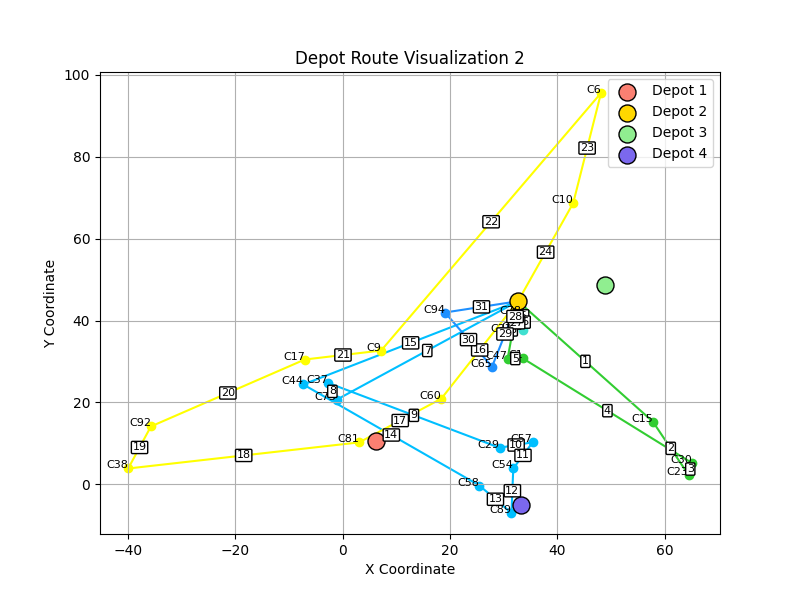 Depot Route Visualization 2
Depot 1
Depot 2
Depot 3
Depot 4
Y Coordinate
100
80
60
40
20
0
−40
−20
0
20
40
60
X Coordinate
C6
23
22
C10
24
C94
31
28
29
30
15
7
16
C65
C47
5
1
C9
21
C17
C44
C37
8
20
C60
9
17
14
4
C15
C92
19
C38
18
C81
C29
10
C57
11
2
C30
C23
3
C54
C58
12
13
C89